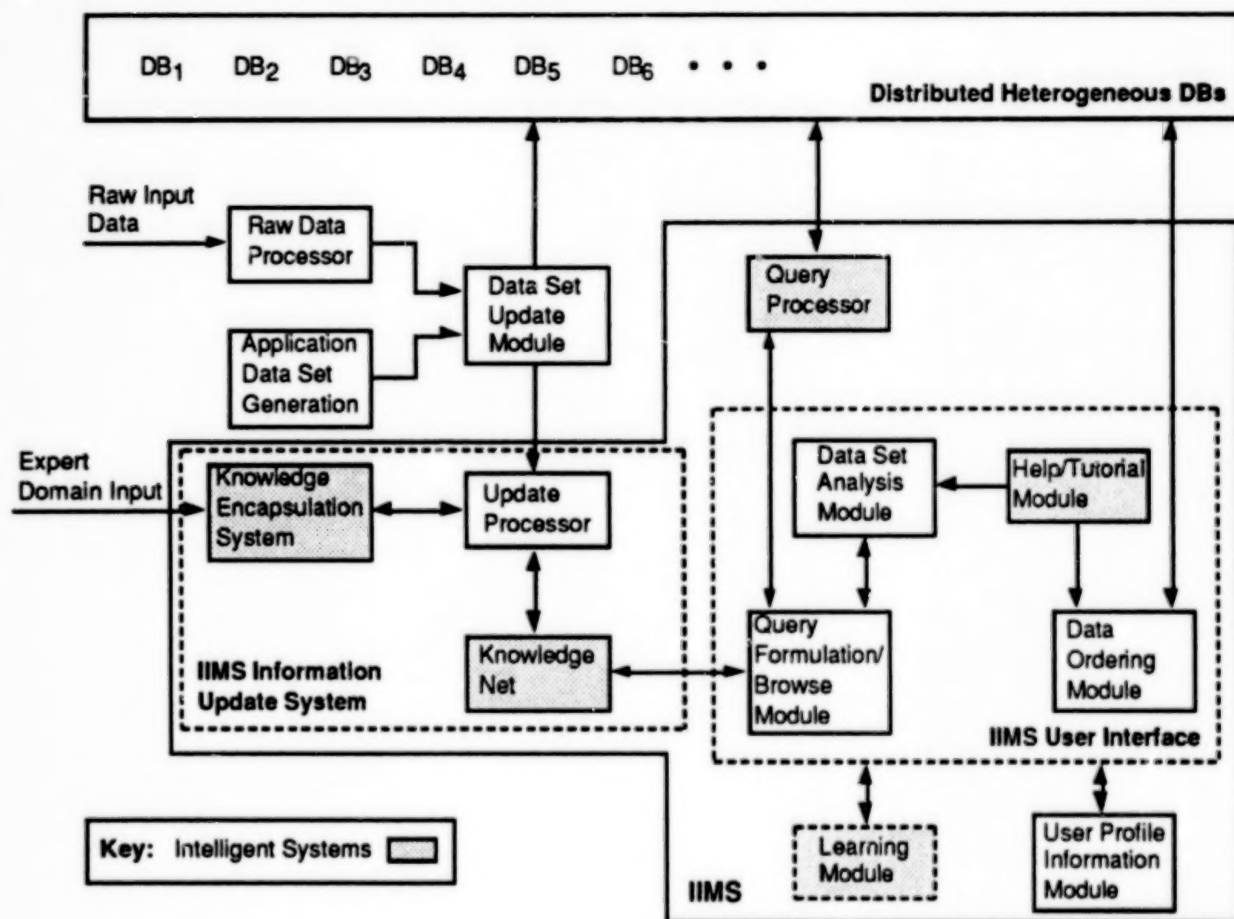 DB1 DB2 DB3 DB4 DB5 DB6 • • •
Distributed Heterogeneous DBs
Raw Input
Data
Raw Data
Processor
Data Set
Update
Module
Application
Data Set
Generation
Query
Processor
Expert
Domain Input
Knowledge
Encapsulation
System
Update
Processor
Data Set
Analysis
Module
Help/Tutorial
Module
Knowledge
Net
IIMS Information
Update System
Query
Formulation/
Browse
Module
Data
Ordering
Module
IIMS User Interface
Key: Intelligent Systems
Learning
Module
User Profile
Information
Module
IIMS